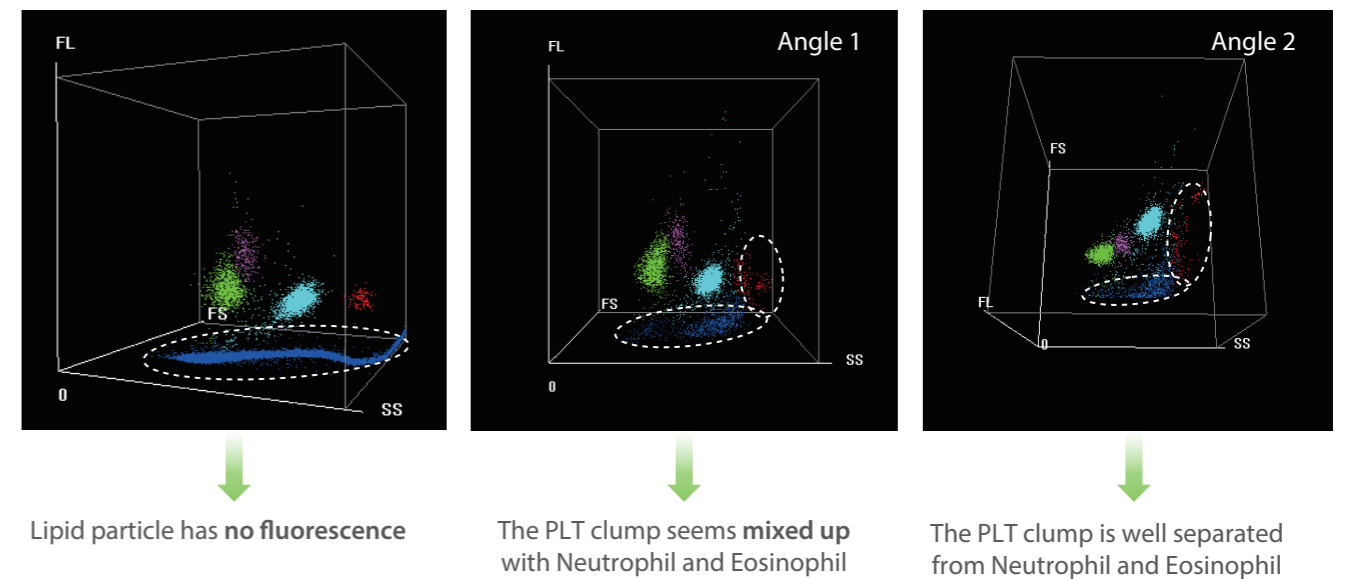 FL
FS
0
SS
Lipid particle has no fluorescence
Angle 1
FL
FS
SS
0
The PLT clump seems mixed up
with Neutrophil and Eosinophil
Angle 2
FS
FL
0
SS
The PLT clump is well separated
from Neutrophil and Eosinophil